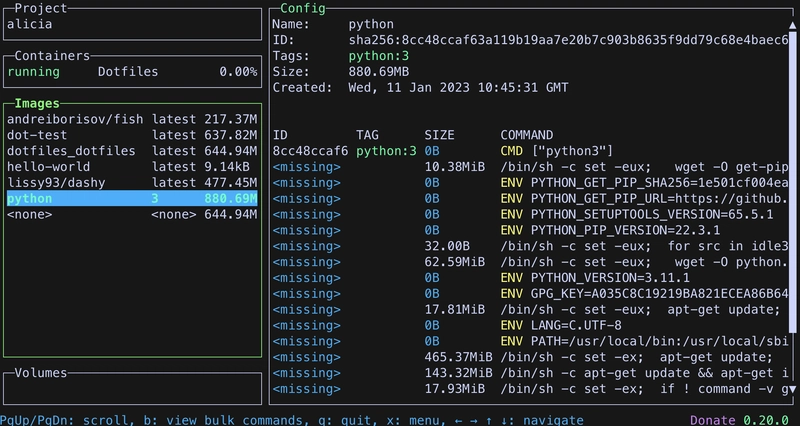 Project
alicia
Containers
running Dotfiles 0.00%
Images
andreiborisov/fish latest 217.37M
dot-test latest 637.82M
dotfiles_dotfiles latest 644.94M
hello-world latest 9.14kB
lissy93/dashy latest 477.45M
python 3 880.69M
<none> <none> 644.94M
Volumes
Config
Name: python
ID: sha256:8cc48ccaf63a119b19aa7e20b7c903b8635f9dd79c68e4baec6
Tags: python:3
Size: 880.69MB
Created: Wed, 11 Jan 2023 10:45:31 GMT
ID TAG SIZE COMMAND
8cc48ccaf6 python:3 0B CMD ["python3"]
<missing> 10.38MiB /bin/sh -c set -eux; wget -O get-pip
<missing> 0B ENV PYTHON_GET_PIP_SHA256=1e501cf004ea
<missing> 0B ENV PYTHON_GET_PIP_URL=https://github.
<missing> 0B ENV PYTHON_SETUPTOOLS_VERSION=65.5.1
<missing> 0B ENV PYTHON_PIP_VERSION=22.3.1
<missing> 32.00B /bin/sh -c set -eux; for src in idle3
<missing> 62.59MiB /bin/sh -c set -eux; wget -O python.
<missing> 0B ENV PYTHON_VERSION=3.11.1
<missing> 0B ENV GPG_KEY=A035C8C19219BA821ECEA86B64
<missing> 17.81MiB /bin/sh -c set -eux; apt-get update;
<missing> 0B ENV LANG=C.UTF-8
<missing> 0B ENV PATH=/usr/local/bin:/usr/local/sbi
<missing> 465.37MiB /bin/sh -c set -ex; apt-get update;
<missing> 143.32MiB /bin/sh -c apt-get update && apt-get i
<missing> 17.93MiB /bin/sh -c set -ex; if ! command -v g
PgUp/PgDn: scroll, b: view bulk commands, q: quit, x: menu, ← → ↑ ↓: navigate Donate 0.20.0